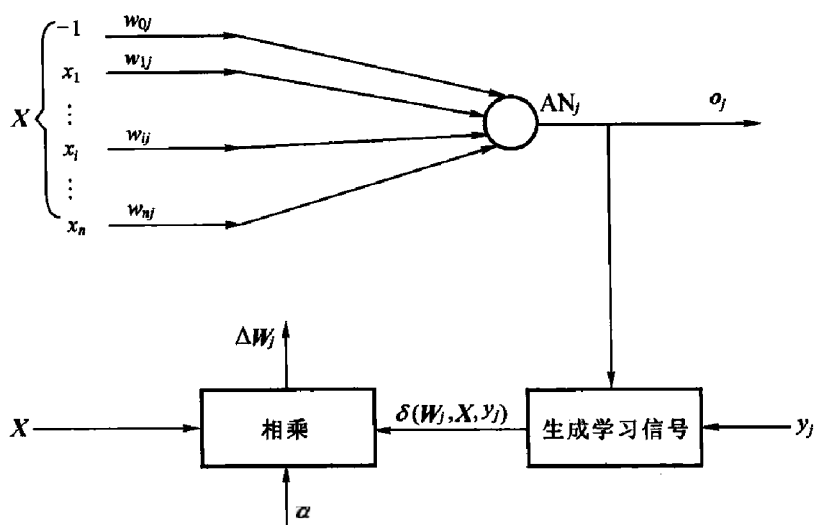 -1 w₀ⱼ
x₁ w₁ⱼ ANⱼ oⱼ
X
⋮
xᵢ wᵢⱼ
⋮
xₙ wₙⱼ
ΔWⱼ
X 相乘 δ(Wⱼ,X,yⱼ) 生成学习信号 yⱼ
α